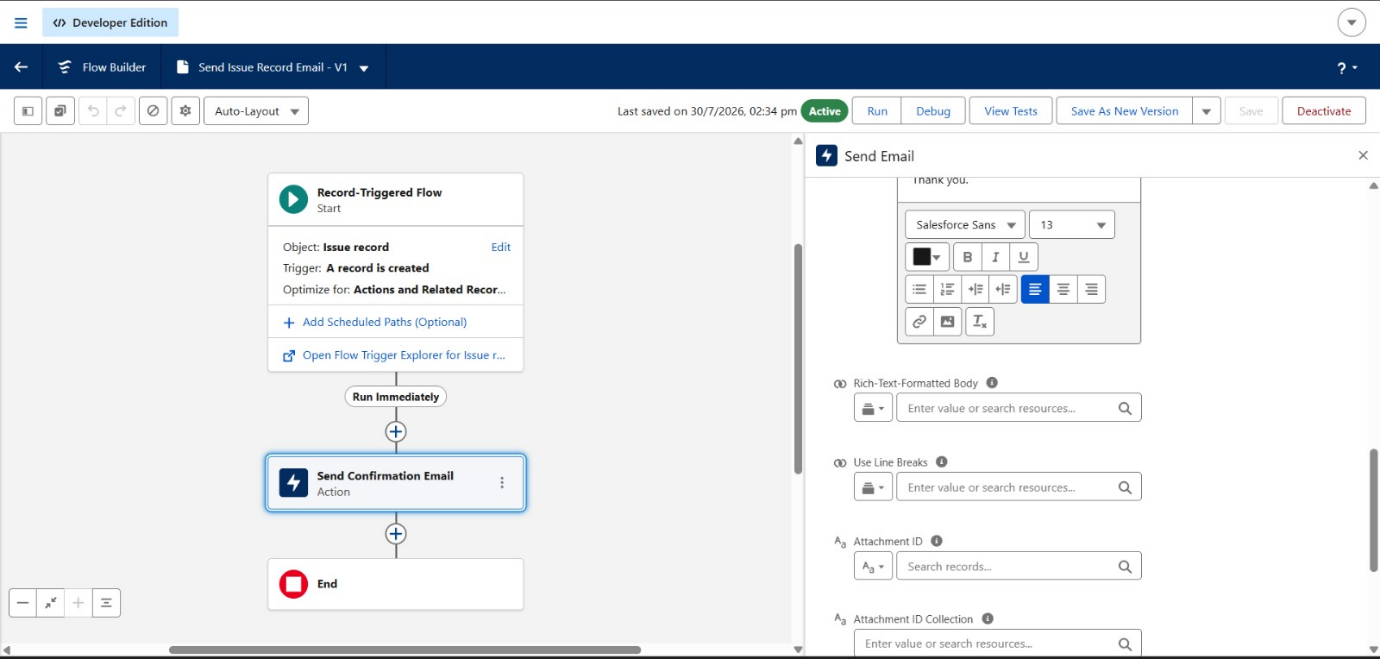 Developer Edition
Flow Builder
Send Issue Record Email - V1
?
Auto-Layout
Last saved on 30/7/2026, 02:34 pm
Active
Run
Debug
View Tests
Save As New Version
Save
Deactivate
Record-Triggered Flow
Start
Object: Issue record
Edit
Trigger: A record is created
Optimize for: Actions and Related Recor...
Add Scheduled Paths (Optional)
Open Flow Trigger Explorer for Issue r...
Run Immediately
Send Confirmation Email
Action
End
Send Email
Thank you.
Salesforce Sans
13
B I U
Rich-Text-Formatted Body
Enter value or search resources...
Use Line Breaks
Enter value or search resources...
Aa Attachment ID
Aa
Search records...
Aa Attachment ID Collection
Enter value or search resources...